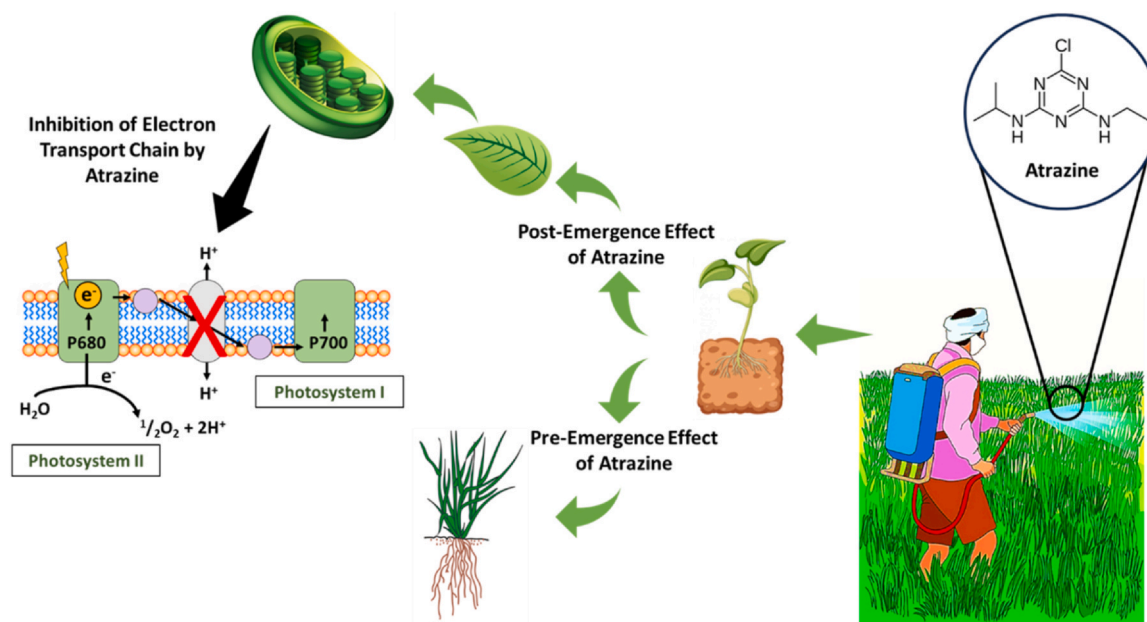 Inhibition of Electron
Transport Chain by
Atrazine
H⁺
e⁻
P680
P700
e⁻
H⁺
H₂O
¹/₂O₂ + 2H⁺
Photosystem I
Photosystem II
Post-Emergence Effect
of Atrazine
Pre-Emergence Effect
of Atrazine
Cl
N
N
N
H
N
N
H
Atrazine